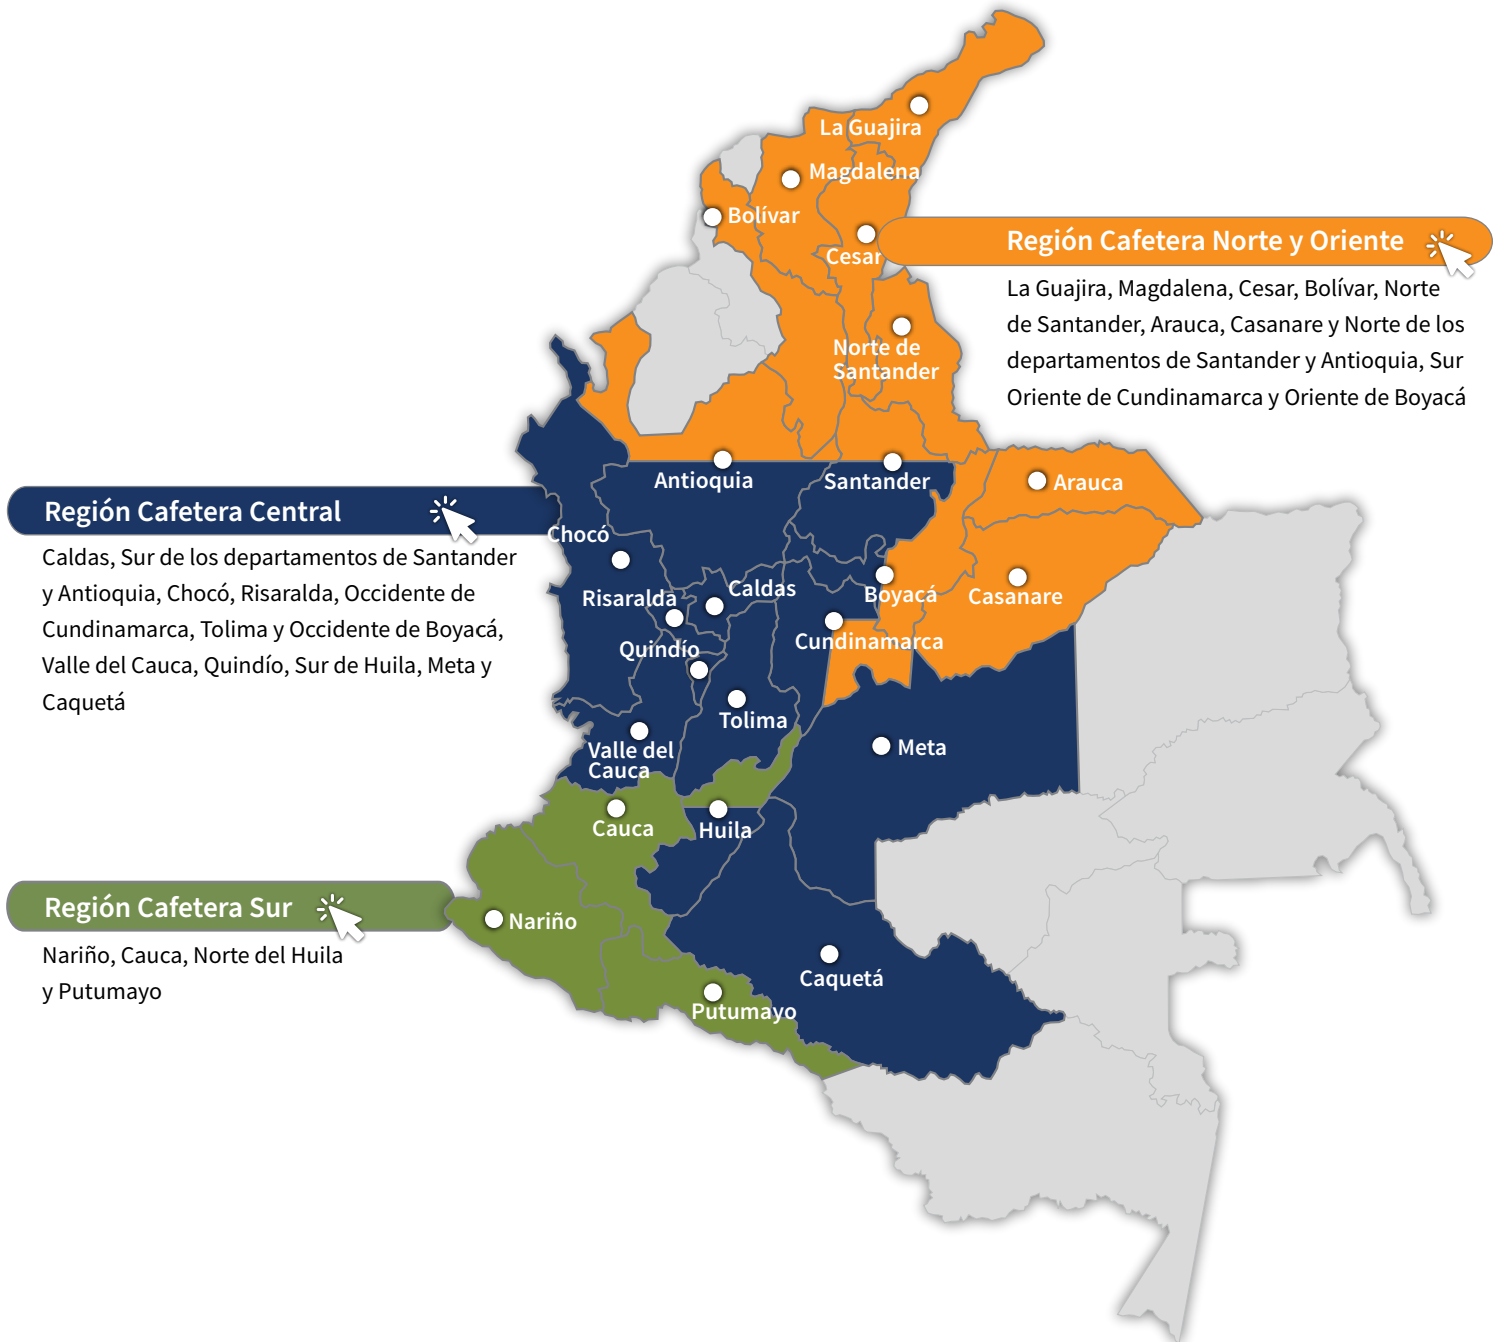 La Guajira
Magdalena
Bolívar
Cesar
Región Cafetera Norte y Oriente
La Guajira, Magdalena, Cesar, Bolívar, Norte
de Santander, Arauca, Casanare y Norte de los
departamentos de Santander y Antioquia, Sur
Oriente de Cundinamarca y Oriente de Boyacá
Norte de
Santander
Antioquia
Santander
Arauca
Región Cafetera Central
Caldas, Sur de los departamentos de Santander
y Antioquia, Chocó, Risaralda, Occidente de
Cundinamarca, Tolima y Occidente de Boyacá,
Valle del Cauca, Quindío, Sur de Huila, Meta y
Caquetá
Chocó
Risaralda
Caldas
Boyacá
Casanare
Quindío
Cundinamarca
Tolima
Valle del
Cauca
Meta
Cauca
Huila
Región Cafetera Sur
Nariño, Cauca, Norte del Huila
y Putumayo
Nariño
Caquetá
Putumayo